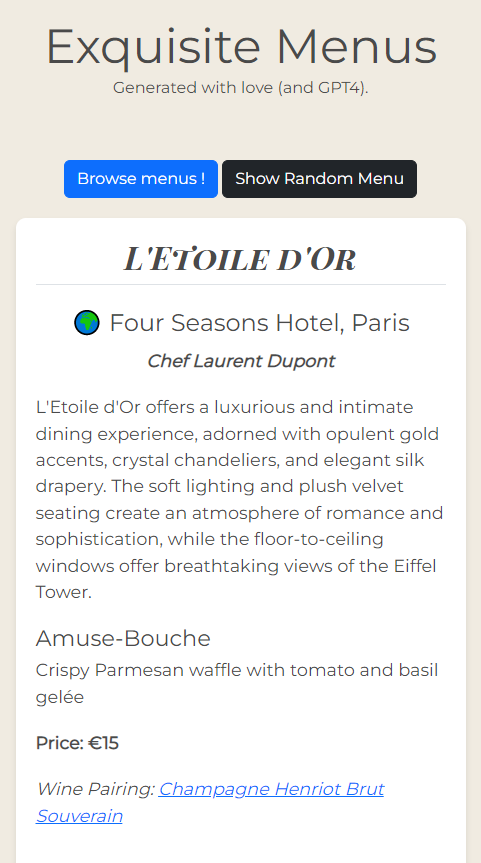 Exquisite Menus
Generated with love (and GPT4).
Browse menus !
Show Random Menu
L'Etoile d'Or
Four Seasons Hotel, Paris
Chef Laurent Dupont
L'Etoile d'Or offers a luxurious and intimate
dining experience, adorned with opulent gold
accents, crystal chandeliers, and elegant silk
drapery. The soft lighting and plush velvet
seating create an atmosphere of romance and
sophistication, while the floor-to-ceiling
windows offer breathtaking views of the Eiffel
Tower.
Amuse-Bouche
Crispy Parmesan waffle with tomato and basil
gelée
Price: €15
Wine Pairing: Champagne Henriot Brut
Souverain